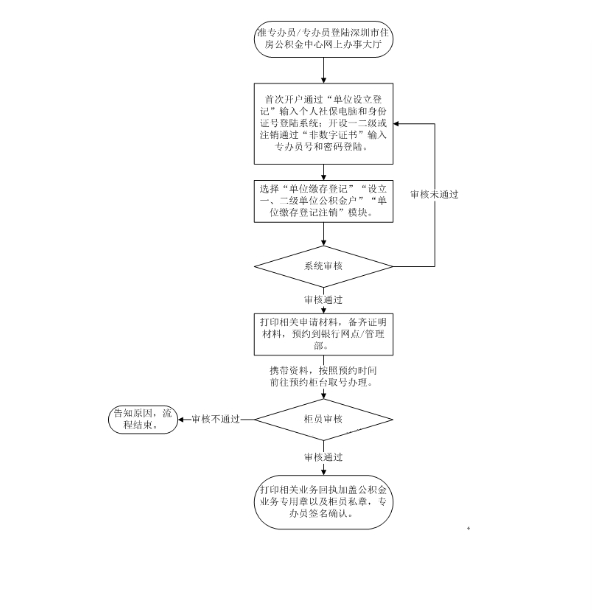 准专办员/专办员登陆深圳市住
房公积金中心网上办事大厅
首次开户通过“单位设立登
记”输入个人社保电脑和身份
证号登陆系统；开设一二级或
注销通过“非数字证书”输入
专办员号和密码登陆。
选择“单位缴存登记”“设立
一、二级单位公积金户”“单
位缴存登记注销”模块。
审核未通过
系统审核
审核通过
打印相关申请材料，备齐证明
材料，预约到银行网点/管理
部。
携带资料，按照预约时间
前往预约柜台取号办理。
柜员审核
审核不通过
告知原因，流
程结束。
审核通过
打印相关业务回执加盖公积金
业务专用章以及柜员私章，专
办员签名确认。